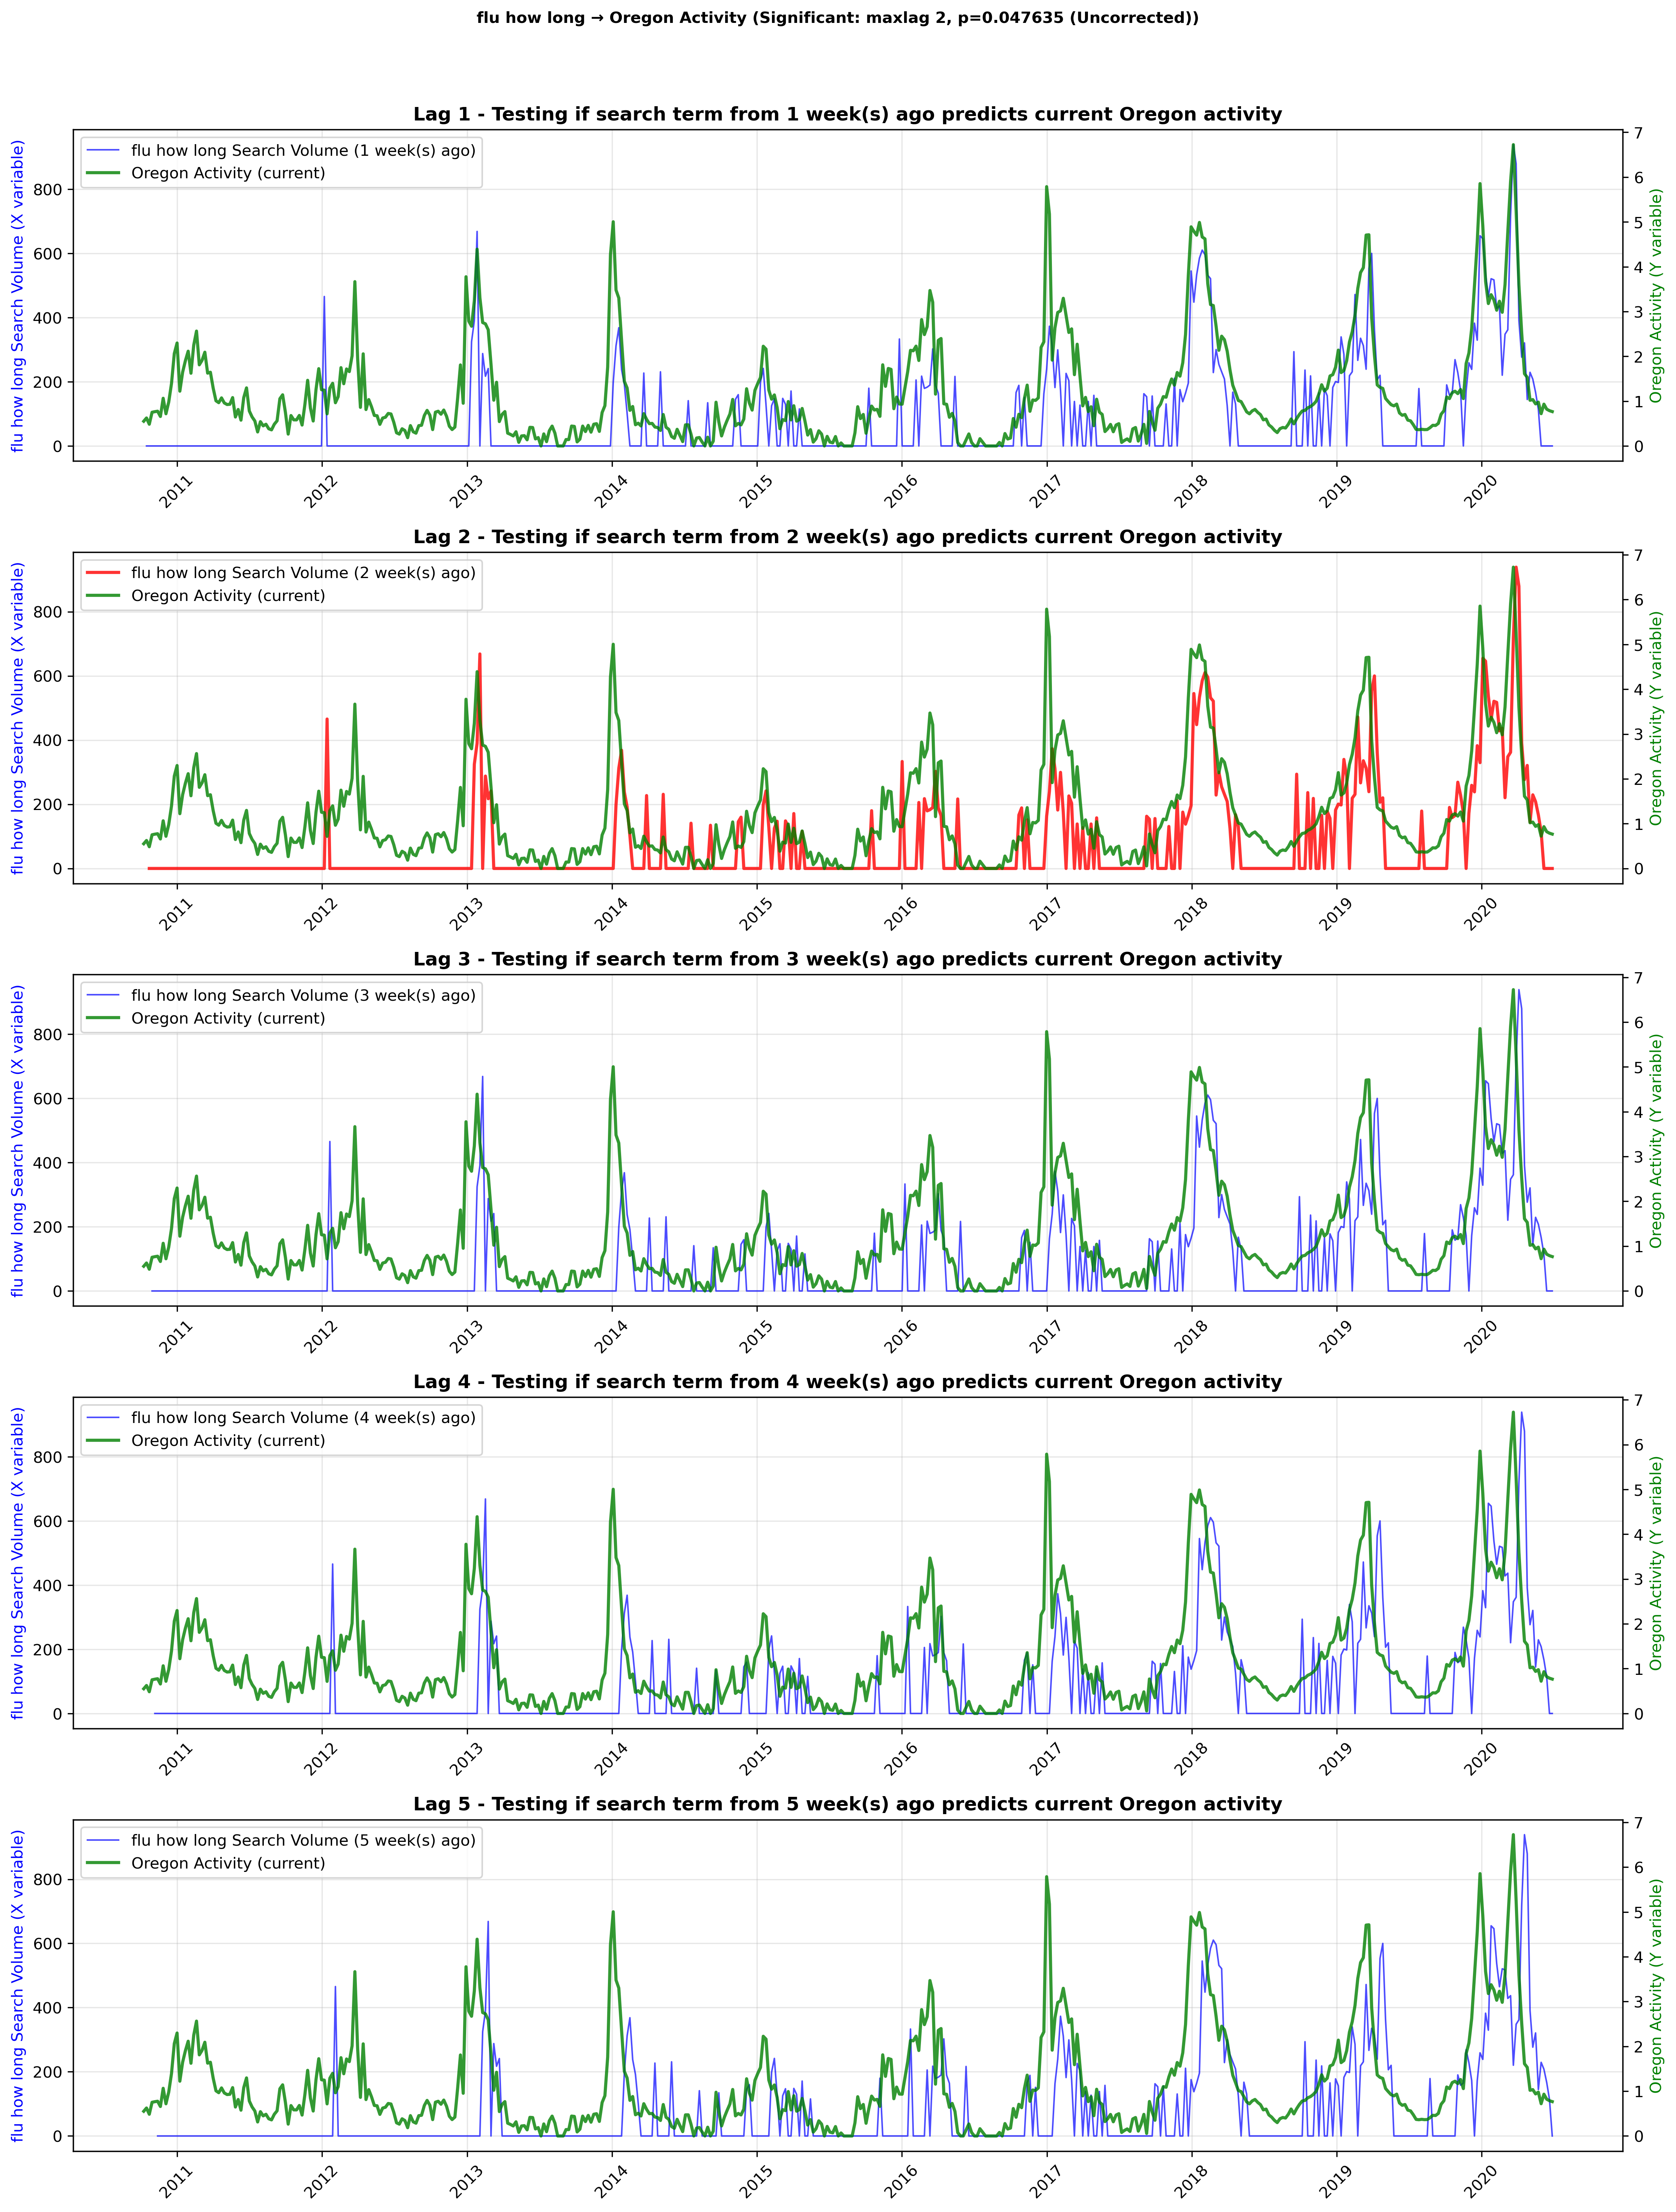 flu how long → Oregon Activity (Significant: maxlag 2, p=0.047635 (Uncorrected))
Lag 1 - Testing if search term from 1 week(s) ago predicts current Oregon activity
flu how long Search Volume (1 week(s) ago)
Oregon Activity (current)
flu how long Search Volume (X variable)
Oregon Activity (Y variable)
800
600
400
200
0
7
6
5
4
3
2
1
0
2011 2012 2013 2014 2015 2016 2017 2018 2019 2020
Lag 2 - Testing if search term from 2 week(s) ago predicts current Oregon activity
flu how long Search Volume (2 week(s) ago)
Oregon Activity (current)
flu how long Search Volume (X variable)
Oregon Activity (Y variable)
800
600
400
200
0
7
6
5
4
3
2
1
0
2011 2012 2013 2014 2015 2016 2017 2018 2019 2020
Lag 3 - Testing if search term from 3 week(s) ago predicts current Oregon activity
flu how long Search Volume (3 week(s) ago)
Oregon Activity (current)
flu how long Search Volume (X variable)
Oregon Activity (Y variable)
800
600
400
200
0
7
6
5
4
3
2
1
0
2011 2012 2013 2014 2015 2016 2017 2018 2019 2020
Lag 4 - Testing if search term from 4 week(s) ago predicts current Oregon activity
flu how long Search Volume (4 week(s) ago)
Oregon Activity (current)
flu how long Search Volume (X variable)
Oregon Activity (Y variable)
800
600
400
200
0
7
6
5
4
3
2
1
0
2011 2012 2013 2014 2015 2016 2017 2018 2019 2020
Lag 5 - Testing if search term from 5 week(s) ago predicts current Oregon activity
flu how long Search Volume (5 week(s) ago)
Oregon Activity (current)
flu how long Search Volume (X variable)
Oregon Activity (Y variable)
800
600
400
200
0
7
6
5
4
3
2
1
0
2011 2012 2013 2014 2015 2016 2017 2018 2019 2020